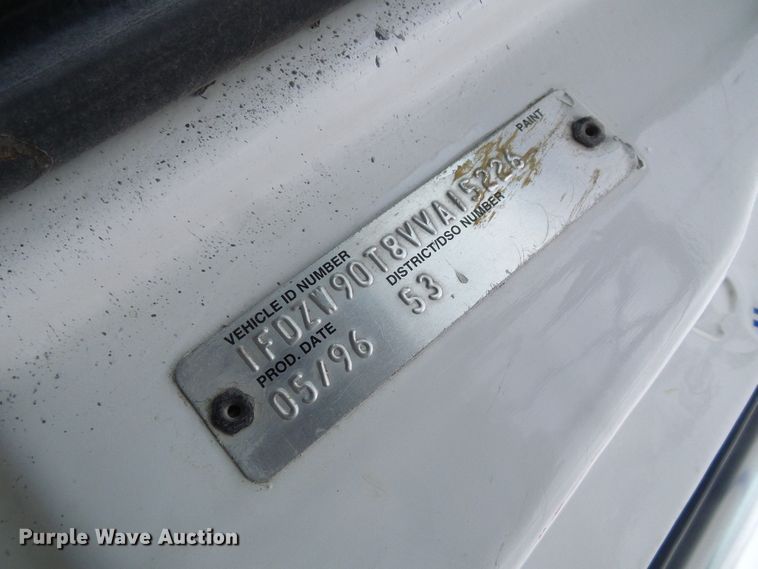 PAINT
VEHICLE ID NUMBER
1FDZW90T8VVA15226
PROD. DATE DISTRICT/DSO NUMBER
05/96 53
Purple Wave Auction